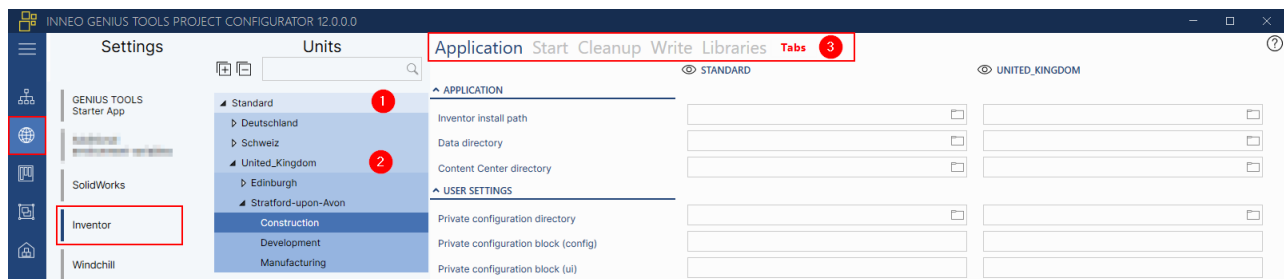 INNEO GENIUS TOOLS PROJECT CONFIGURATOR 12.0.0.0
Settings
GENIUS TOOLS
Starter App
SolidWorks
Inventor
Windchill
Units
Standard 1
Deutschland
Schweiz
United_Kingdom 2
Edinburgh
Stratford-upon-Avon
Construction
Development
Manufacturing
Application Start Cleanup Write Libraries Tabs 3
STANDARD UNITED_KINGDOM
APPLICATION
Inventor install path
Data directory
Content Center directory
USER SETTINGS
Private configuration directory
Private configuration block (config)
Private configuration block (ui)